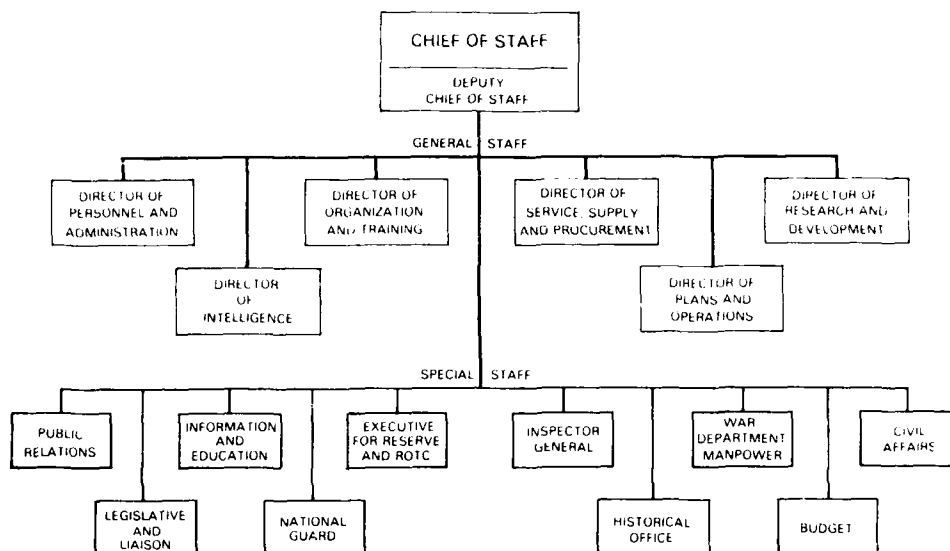 CHIEF OF STAFF
DEPUTY
CHIEF OF STAFF
GENERAL STAFF
DIRECTOR OF
PERSONNEL AND
ADMINISTRATION
DIRECTOR
OF
INTELLIGENCE
DIRECTOR OF
ORGANIZATION
AND TRAINING
DIRECTOR OF
SERVICE, SUPPLY
AND PROCUREMENT
DIRECTOR OF
PLANS AND
OPERATIONS
DIRECTOR OF
RESEARCH AND
DEVELOPMENT
SPECIAL STAFF
PUBLIC
RELATIONS
LEGISLATIVE
AND
LIAISON
INFORMATION
AND
EDUCATION
NATIONAL
GUARD
EXECUTIVE
FOR RESERVE
AND ROTC
INSPECTOR
GENERAL
HISTORICAL
OFFICE
WAR
DEPARTMENT
MANPOWER
BUDGET
CIVIL
AFFAIRS